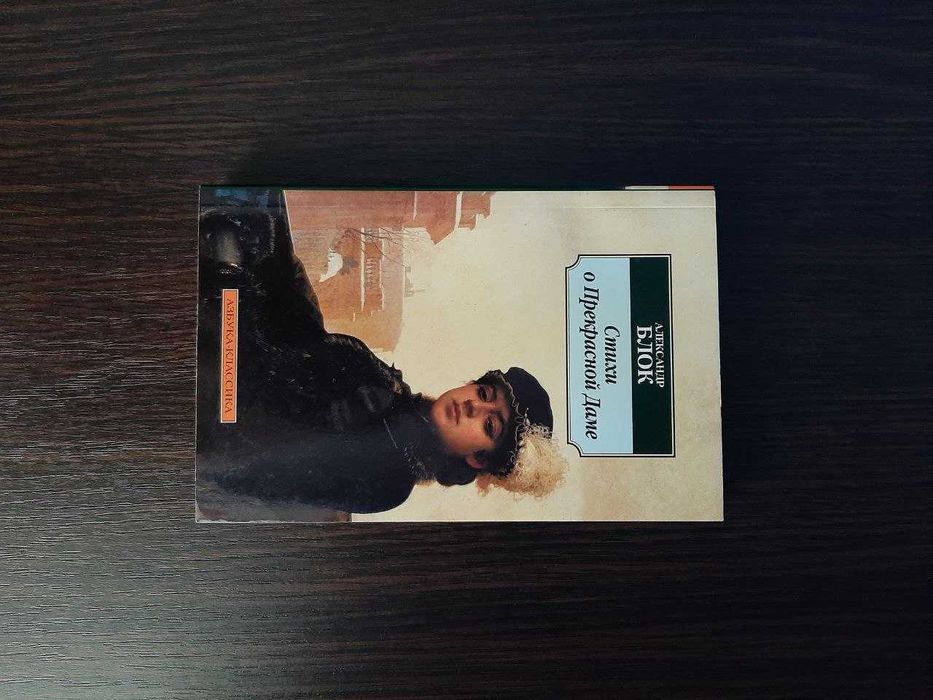 АЛЕКСАНДР
БЛОК
Стихи
о Прекрасной Даме
АЗБУКА-КЛАССИКА